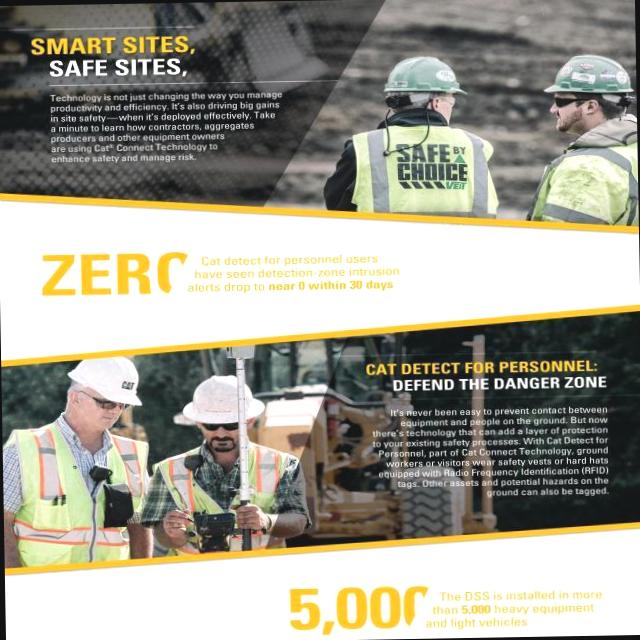 SMART SITES,
SAFE SITES,
Technology is not just changing the way you manage
productivity and efficiency. It's also driving big gains
in site safety—when it's deployed effectively. Take
a minute to learn how contractors, aggregates
producers and other equipment owners
are using Cat® Connect Technology to
enhance safety and manage risk.
SAFE BY
CHOICE
VEIT
ZERO
Cat detect for personnel users
have seen detection-zone intrusion
alerts drop to near 0 within 30 days
CAT
CAT DETECT FOR PERSONNEL:
DEFEND THE DANGER ZONE
It's never been easy to prevent contact between
equipment and people on the ground. But now
there's technology that can add a layer of protection
to your existing safety processes. With Cat Detect for
Personnel, part of Cat Connect Technology, ground
workers or visitors wear safety vests or hard hats
equipped with Radio Frequency Identification (RFID)
tags. Other assets and potential hazards on the
ground can also be tagged.
5,000
The DSS is installed in more
than 5,000 heavy equipment
and light vehicles